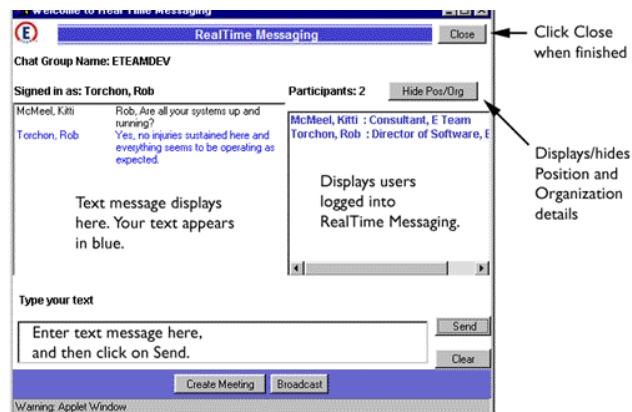 Welcome to Real Time Messaging
E
RealTime Messaging
Close
Click Close
when finished
Chat Group Name: ETEAMDEV
Signed in as: Torchon, Rob
Participants: 2
Hide Pos/Org
McMeel, Kitti
Rob, Are all your systems up and
running?
Torchon, Rob
Yes, no injuries sustained here and
everything seems to be operating as
expected.
McMeel, Kitti : Consultant, E Team
Torchon, Rob : Director of Software, E
Displays/hides
Position and
Organization
details
Text message displays
here. Your text appears
in blue.
Displays users
logged into
RealTime Messaging.
Type your text
Enter text message here,
and then click on Send.
Send
Clear
Create Meeting
Broadcast
Warning: Applet Window